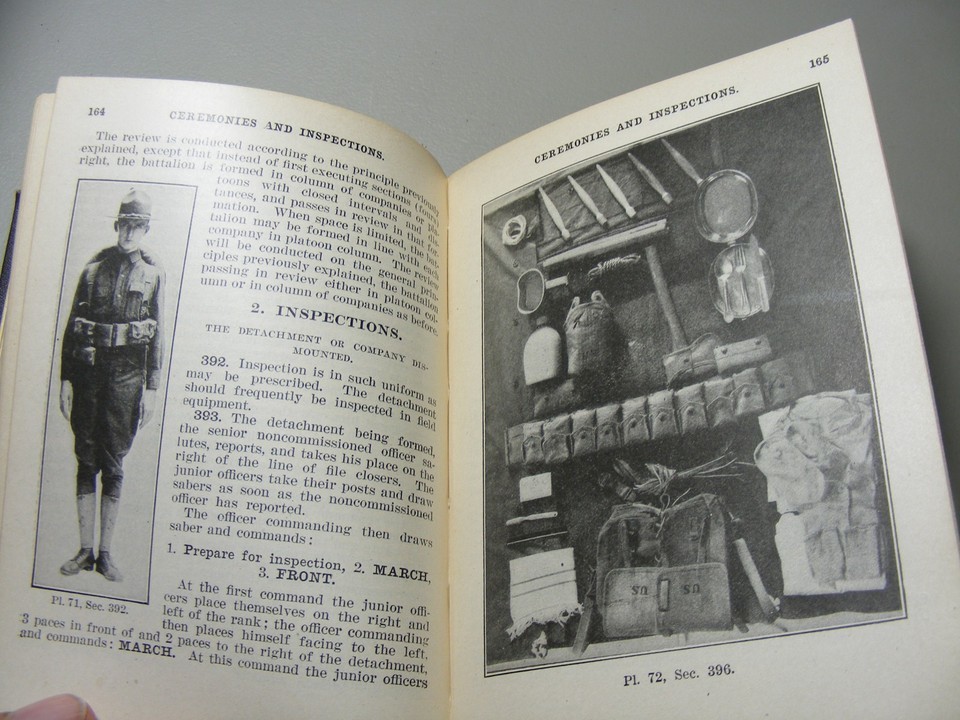 164
CEREMONIES AND INSPECTIONS.
The review is conducted according to the principle previously
explained, except that instead of first executing sections (fours)
right, the battalion is formed in column of companies or pla-
toons with closed intervals and dis-
tances, and passes in review in that for-
mation. When space is limited, the bat-
talion may be formed in line with each
company in platoon column. The review
will be conducted on the general prin-
ciples previously explained, the battalion
passing in review either in platoon col-
umn or in column of companies as before.
2. INSPECTIONS.
THE DETACHMENT OR COMPANY DIS-
MOUNTED.
392. Inspection is in such uniform as
may be prescribed. The detachment
should frequently be inspected in field
equipment.
393. The detachment being formed,
the senior noncommissioned officer sa-
lutes, reports, and takes his place on the
right of the line of file closers. The
junior officers take their posts and draw
sabers as soon as the noncommissioned
officer has reported.
The officer commanding then draws
saber and commands:
1. Prepare for inspection, 2. MARCH,
3. FRONT.
At the first command the junior offi-
cers place themselves on the right and
left of the rank; the officer commanding
then places himself facing to the left,
Pl. 71, Sec. 392.
3 paces in front of and 2 paces to the right of the detachment,
and commands: MARCH. At this command the junior officers
165
CEREMONIES AND INSPECTIONS.
US US
Pl. 72, Sec. 396.